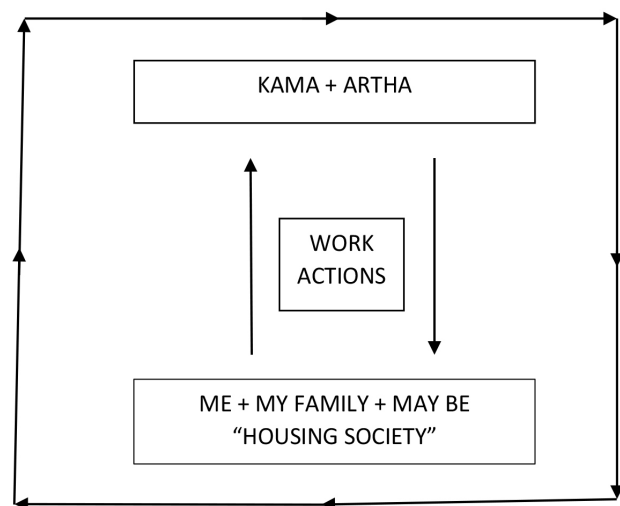 KAMA + ARTHA
WORK
ACTIONS
ME + MY FAMILY + MAY BE
“HOUSING SOCIETY”